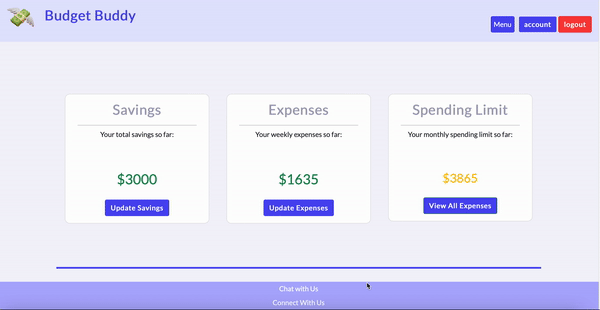 Budget Buddy
Menu
account
logout
Savings
Your total savings so far:
$3000
Update Savings
Expenses
Your weekly expenses so far:
$1635
Update Expenses
Spending Limit
Your monthly spending limit so far:
$3865
View All Expenses
Chat with Us
Connect With Us